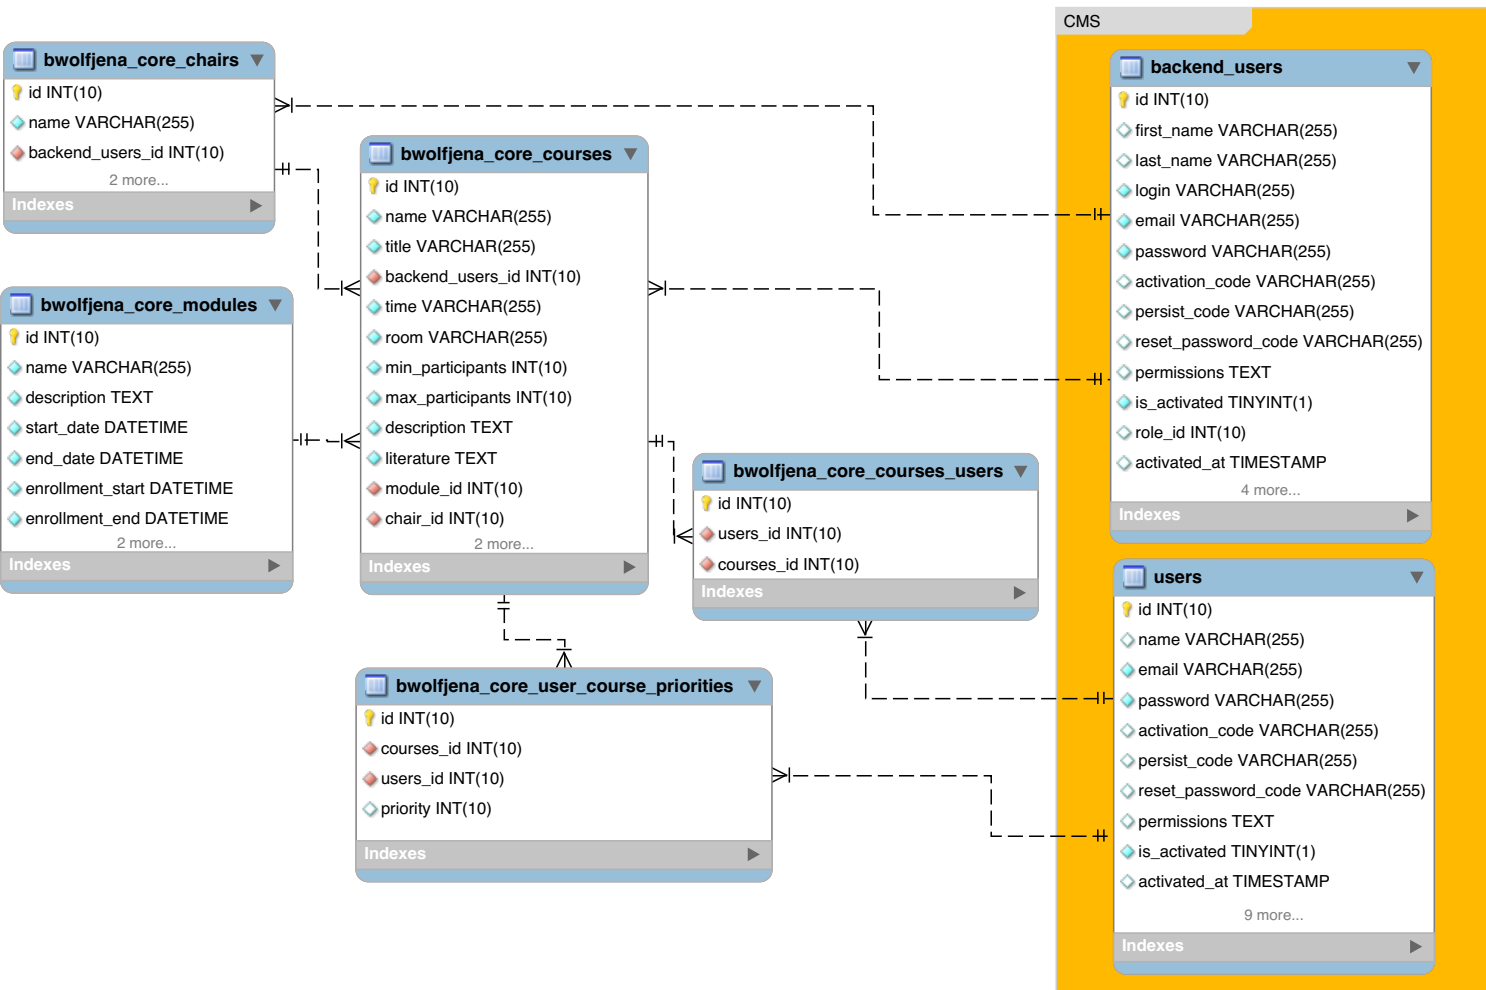 CMS
bwolfjena_core_chairs
id INT(10)
name VARCHAR(255)
backend_users_id INT(10)
2 more...
Indexes
bwolfjena_core_modules
id INT(10)
name VARCHAR(255)
description TEXT
start_date DATETIME
end_date DATETIME
enrollment_start DATETIME
enrollment_end DATETIME
2 more...
Indexes
bwolfjena_core_courses
id INT(10)
name VARCHAR(255)
title VARCHAR(255)
backend_users_id INT(10)
time VARCHAR(255)
room VARCHAR(255)
min_participants INT(10)
max_participants INT(10)
description TEXT
literature TEXT
module_id INT(10)
chair_id INT(10)
2 more...
Indexes
bwolfjena_core_courses_users
id INT(10)
users_id INT(10)
courses_id INT(10)
Indexes
bwolfjena_core_user_course_priorities
id INT(10)
courses_id INT(10)
users_id INT(10)
priority INT(10)
Indexes
backend_users
id INT(10)
first_name VARCHAR(255)
last_name VARCHAR(255)
login VARCHAR(255)
email VARCHAR(255)
password VARCHAR(255)
activation_code VARCHAR(255)
persist_code VARCHAR(255)
reset_password_code VARCHAR(255)
permissions TEXT
is_activated TINYINT(1)
role_id INT(10)
activated_at TIMESTAMP
4 more...
Indexes
users
id INT(10)
name VARCHAR(255)
email VARCHAR(255)
password VARCHAR(255)
activation_code VARCHAR(255)
persist_code VARCHAR(255)
reset_password_code VARCHAR(255)
permissions TEXT
is_activated TINYINT(1)
activated_at TIMESTAMP
9 more...
Indexes